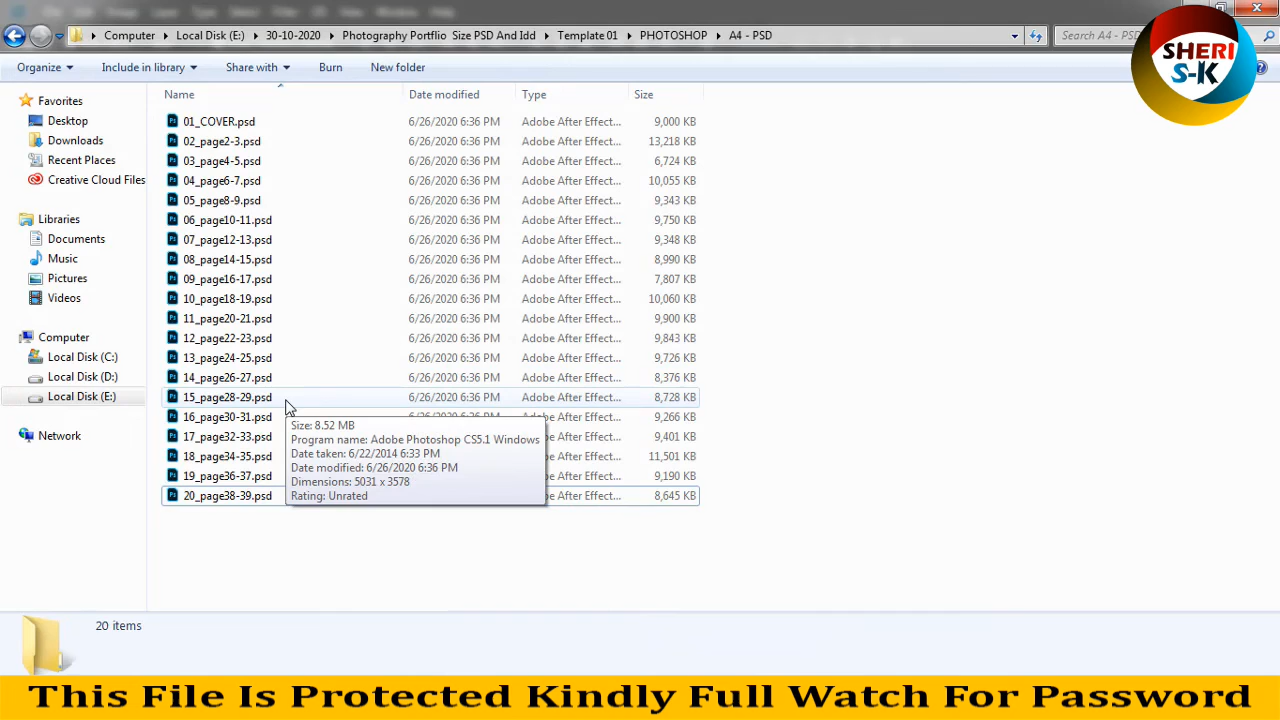 Computer Local Disk (E:) 30-10-2020 Photography Portflio Size PSD And Idd Template 01 PHOTOSHOP A4 - PSD Search A4 - PSD
SHERI
S-K
Organize Include in library Share with Burn New folder
Name Date modified Type Size
Favorites
Desktop
Downloads
Recent Places
Creative Cloud Files
Libraries
Documents
Music
Pictures
Videos
Computer
Local Disk (C:)
Local Disk (D:)
Local Disk (E:)
Network
01_COVER.psd 6/26/2020 6:36 PM Adobe After Effect... 9,000 KB
02_page2-3.psd 6/26/2020 6:36 PM Adobe After Effect... 13,218 KB
03_page4-5.psd 6/26/2020 6:36 PM Adobe After Effect... 6,724 KB
04_page6-7.psd 6/26/2020 6:36 PM Adobe After Effect... 10,055 KB
05_page8-9.psd 6/26/2020 6:36 PM Adobe After Effect... 9,343 KB
06_page10-11.psd 6/26/2020 6:36 PM Adobe After Effect... 9,750 KB
07_page12-13.psd 6/26/2020 6:36 PM Adobe After Effect... 9,348 KB
08_page14-15.psd 6/26/2020 6:36 PM Adobe After Effect... 8,990 KB
09_page16-17.psd 6/26/2020 6:36 PM Adobe After Effect... 7,807 KB
10_page18-19.psd 6/26/2020 6:36 PM Adobe After Effect... 10,060 KB
11_page20-21.psd 6/26/2020 6:36 PM Adobe After Effect... 9,900 KB
12_page22-23.psd 6/26/2020 6:36 PM Adobe After Effect... 9,843 KB
13_page24-25.psd 6/26/2020 6:36 PM Adobe After Effect... 9,726 KB
14_page26-27.psd 6/26/2020 6:36 PM Adobe After Effect... 8,376 KB
15_page28-29.psd 6/26/2020 6:36 PM Adobe After Effect... 8,728 KB
16_page30-31.psd 6/26/2020 6:36 PM Adobe After Effect... 9,266 KB
17_page32-33.psd e After Effect... 9,401 KB
18_page34-35.psd e After Effect... 11,501 KB
19_page36-37.psd e After Effect... 9,190 KB
20_page38-39.psd e After Effect... 8,645 KB
Size: 8.52 MB
Program name: Adobe Photoshop CS5.1 Windows
Date taken: 6/22/2014 6:33 PM
Date modified: 6/26/2020 6:36 PM
Dimensions: 5031 x 3578
Rating: Unrated
20 items
This File Is Protected Kindly Full Watch For Password